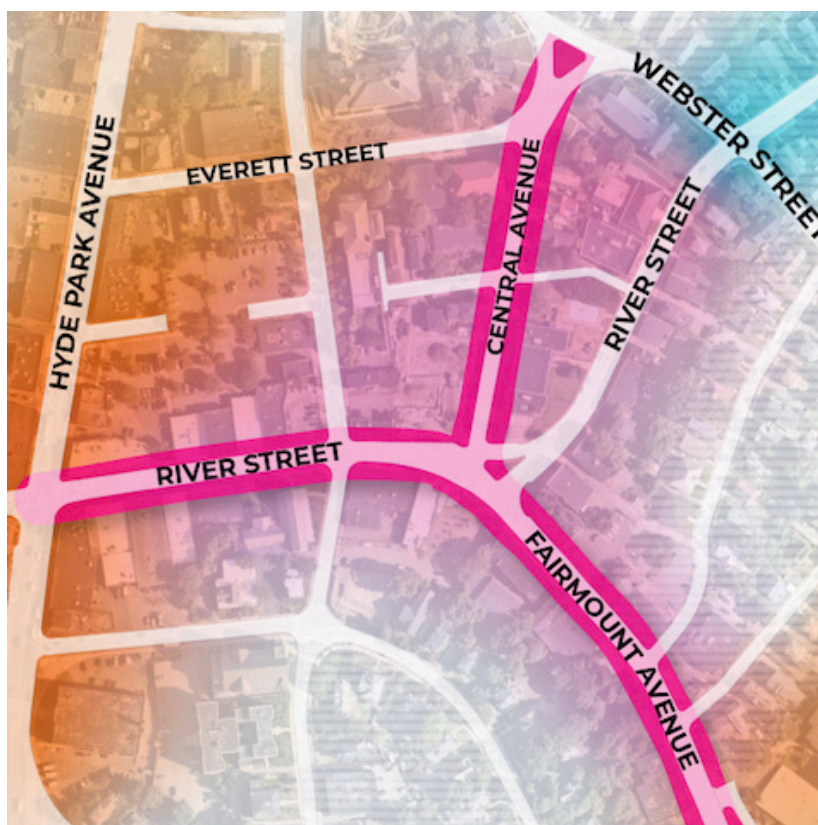 WEBSTER STREET
EVERETT STREET
HYDE PARK AVENUE
CENTRAL AVENUE
RIVER STREET
RIVER STREET
FAIRMOUNT AVENUE